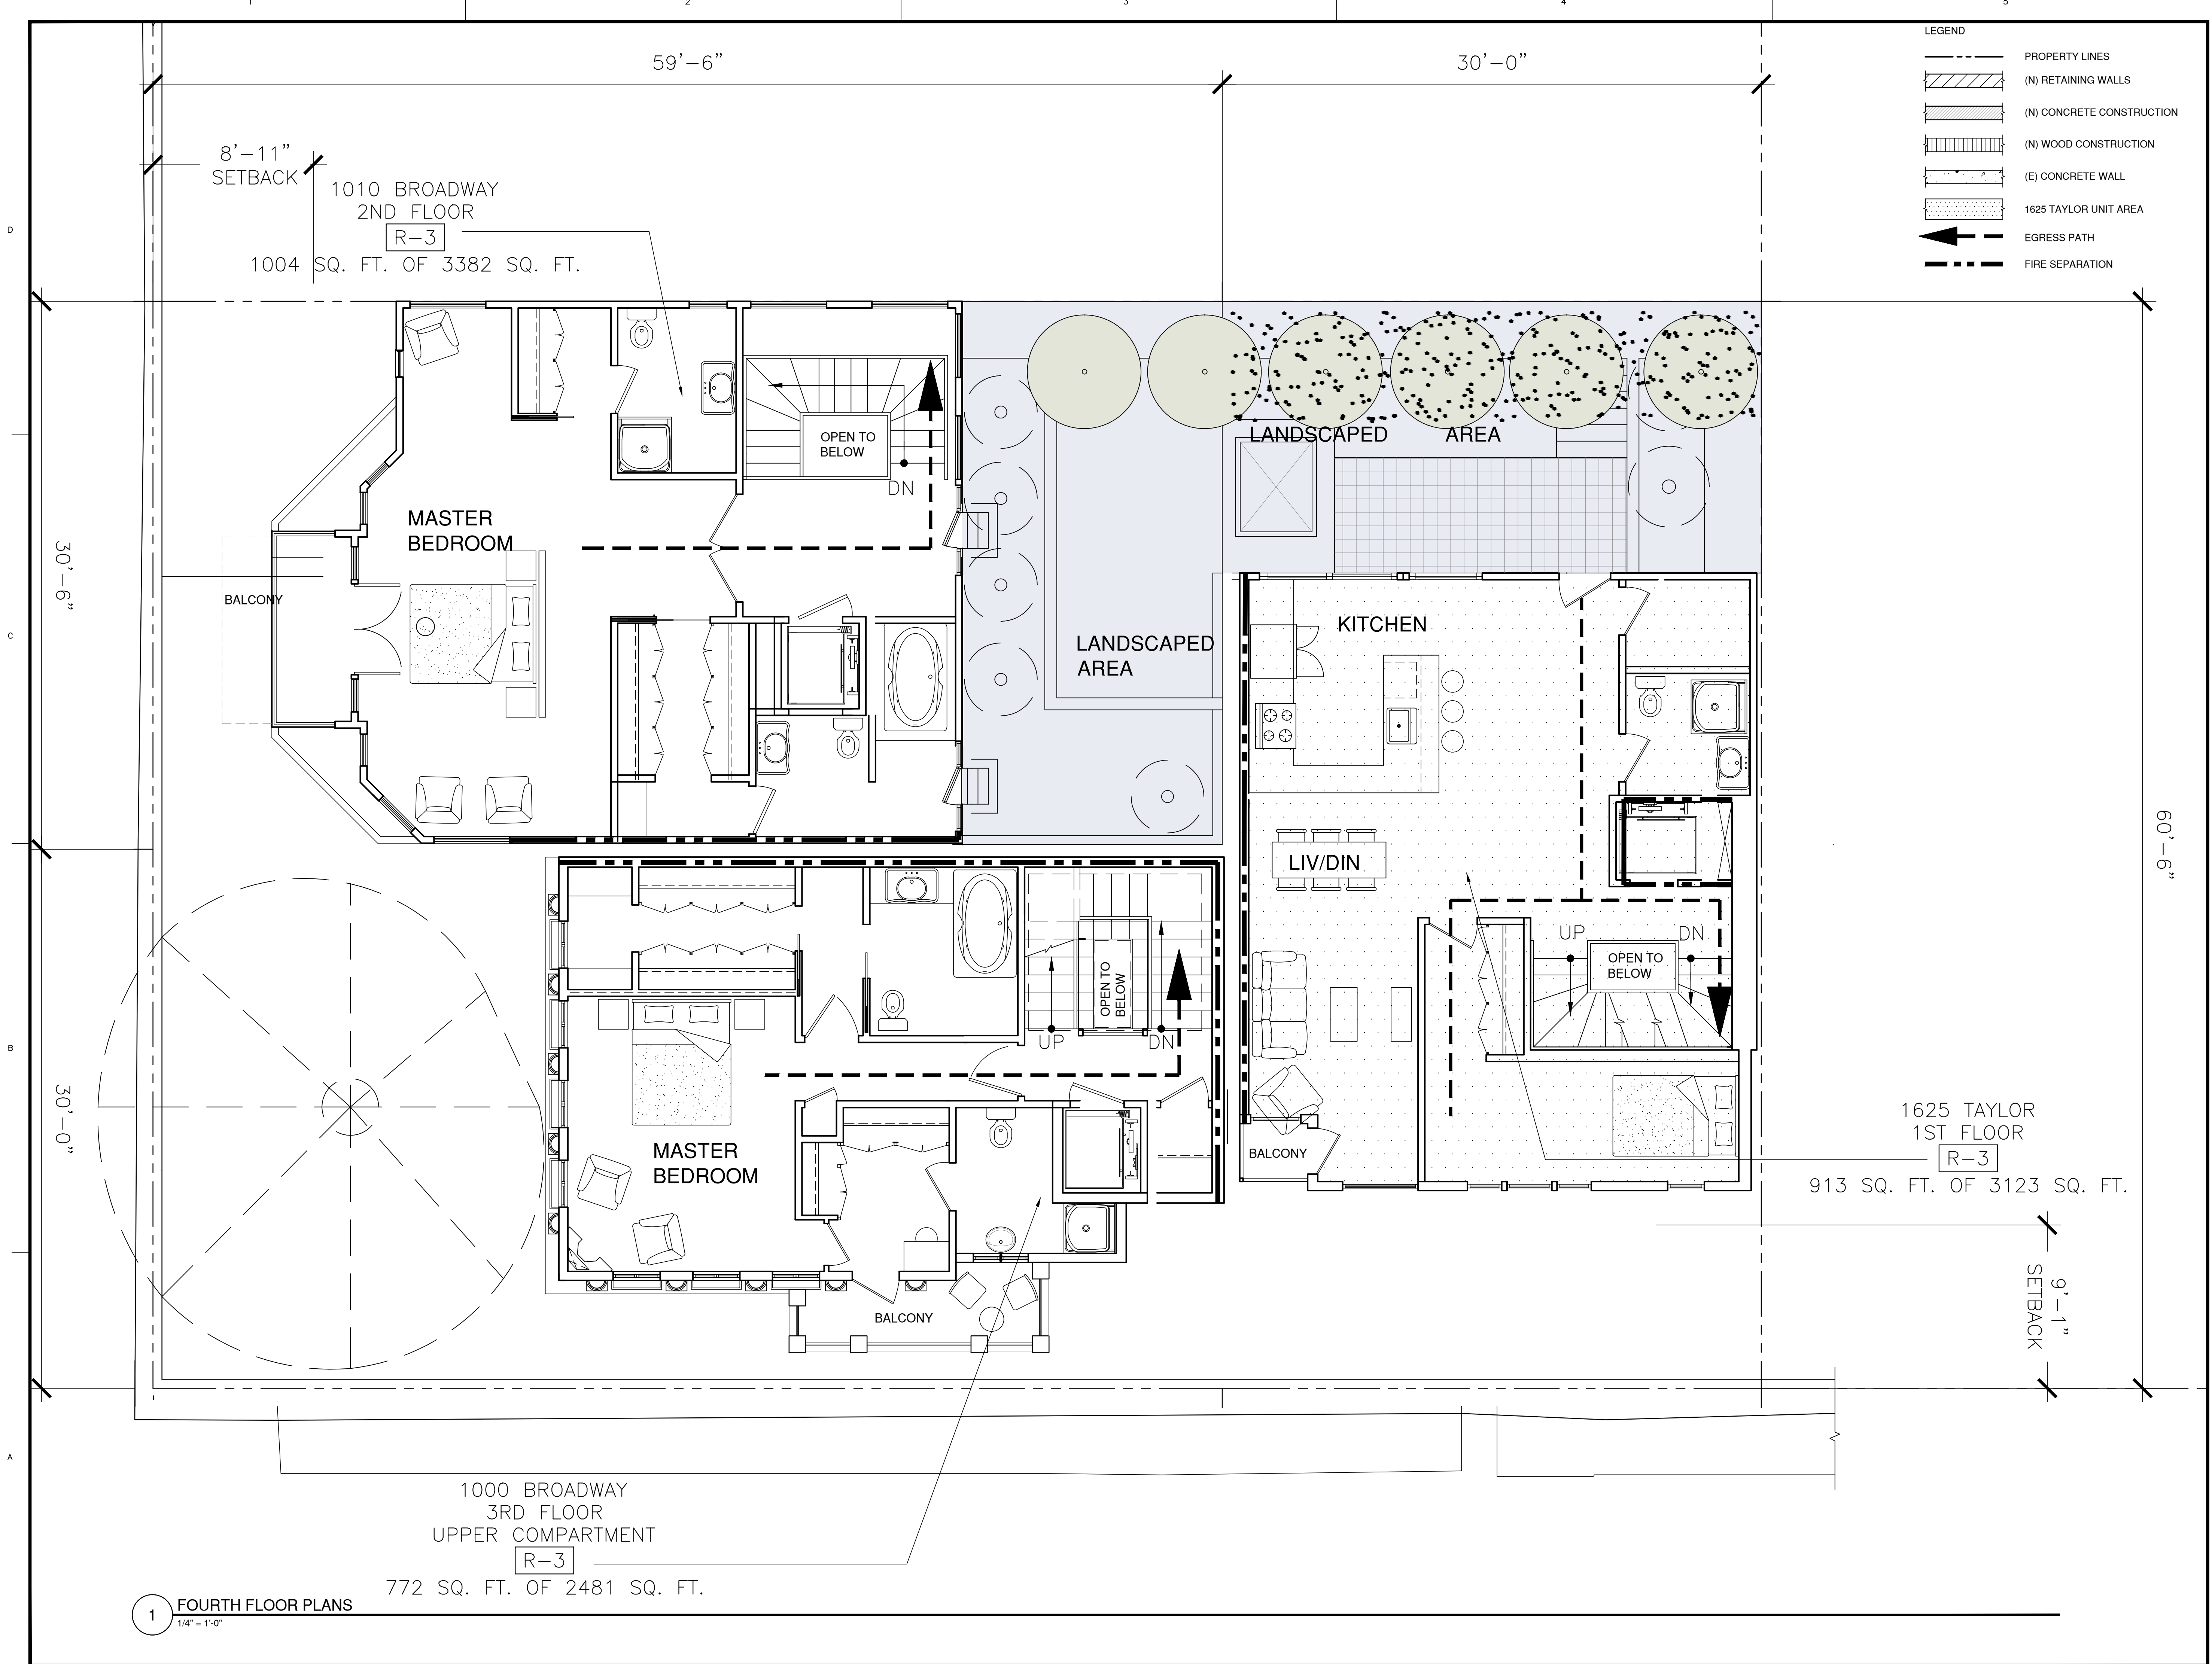 1 2 3 4 5
LEGEND
PROPERTY LINES
(N) RETAINING WALLS
(N) CONCRETE CONSTRUCTION
(N) WOOD CONSTRUCTION
(E) CONCRETE WALL
1625 TAYLOR UNIT AREA
EGRESS PATH
FIRE SEPARATION
59'-6"
30'-0"
8'-11"
SETBACK
1010 BROADWAY
2ND FLOOR
R-3
1004 SQ. FT. OF 3382 SQ. FT.
D
C
B
A
30'-6"
30'-0"
60'-6"
OPEN TO
BELOW
DN
MASTER
BEDROOM
BALCONY
LANDSCAPED AREA
LANDSCAPED
AREA
KITCHEN
LIV/DIN
UP
DN
OPEN TO
BELOW
BALCONY
OPEN TO
BELOW
UP
DN
MASTER
BEDROOM
BALCONY
1625 TAYLOR
1ST FLOOR
R-3
913 SQ. FT. OF 3123 SQ. FT.
9'-1"
SETBACK
1000 BROADWAY
3RD FLOOR
UPPER COMPARTMENT
R-3
772 SQ. FT. OF 2481 SQ. FT.
1
FOURTH FLOOR PLANS
1/4" = 1'-0"